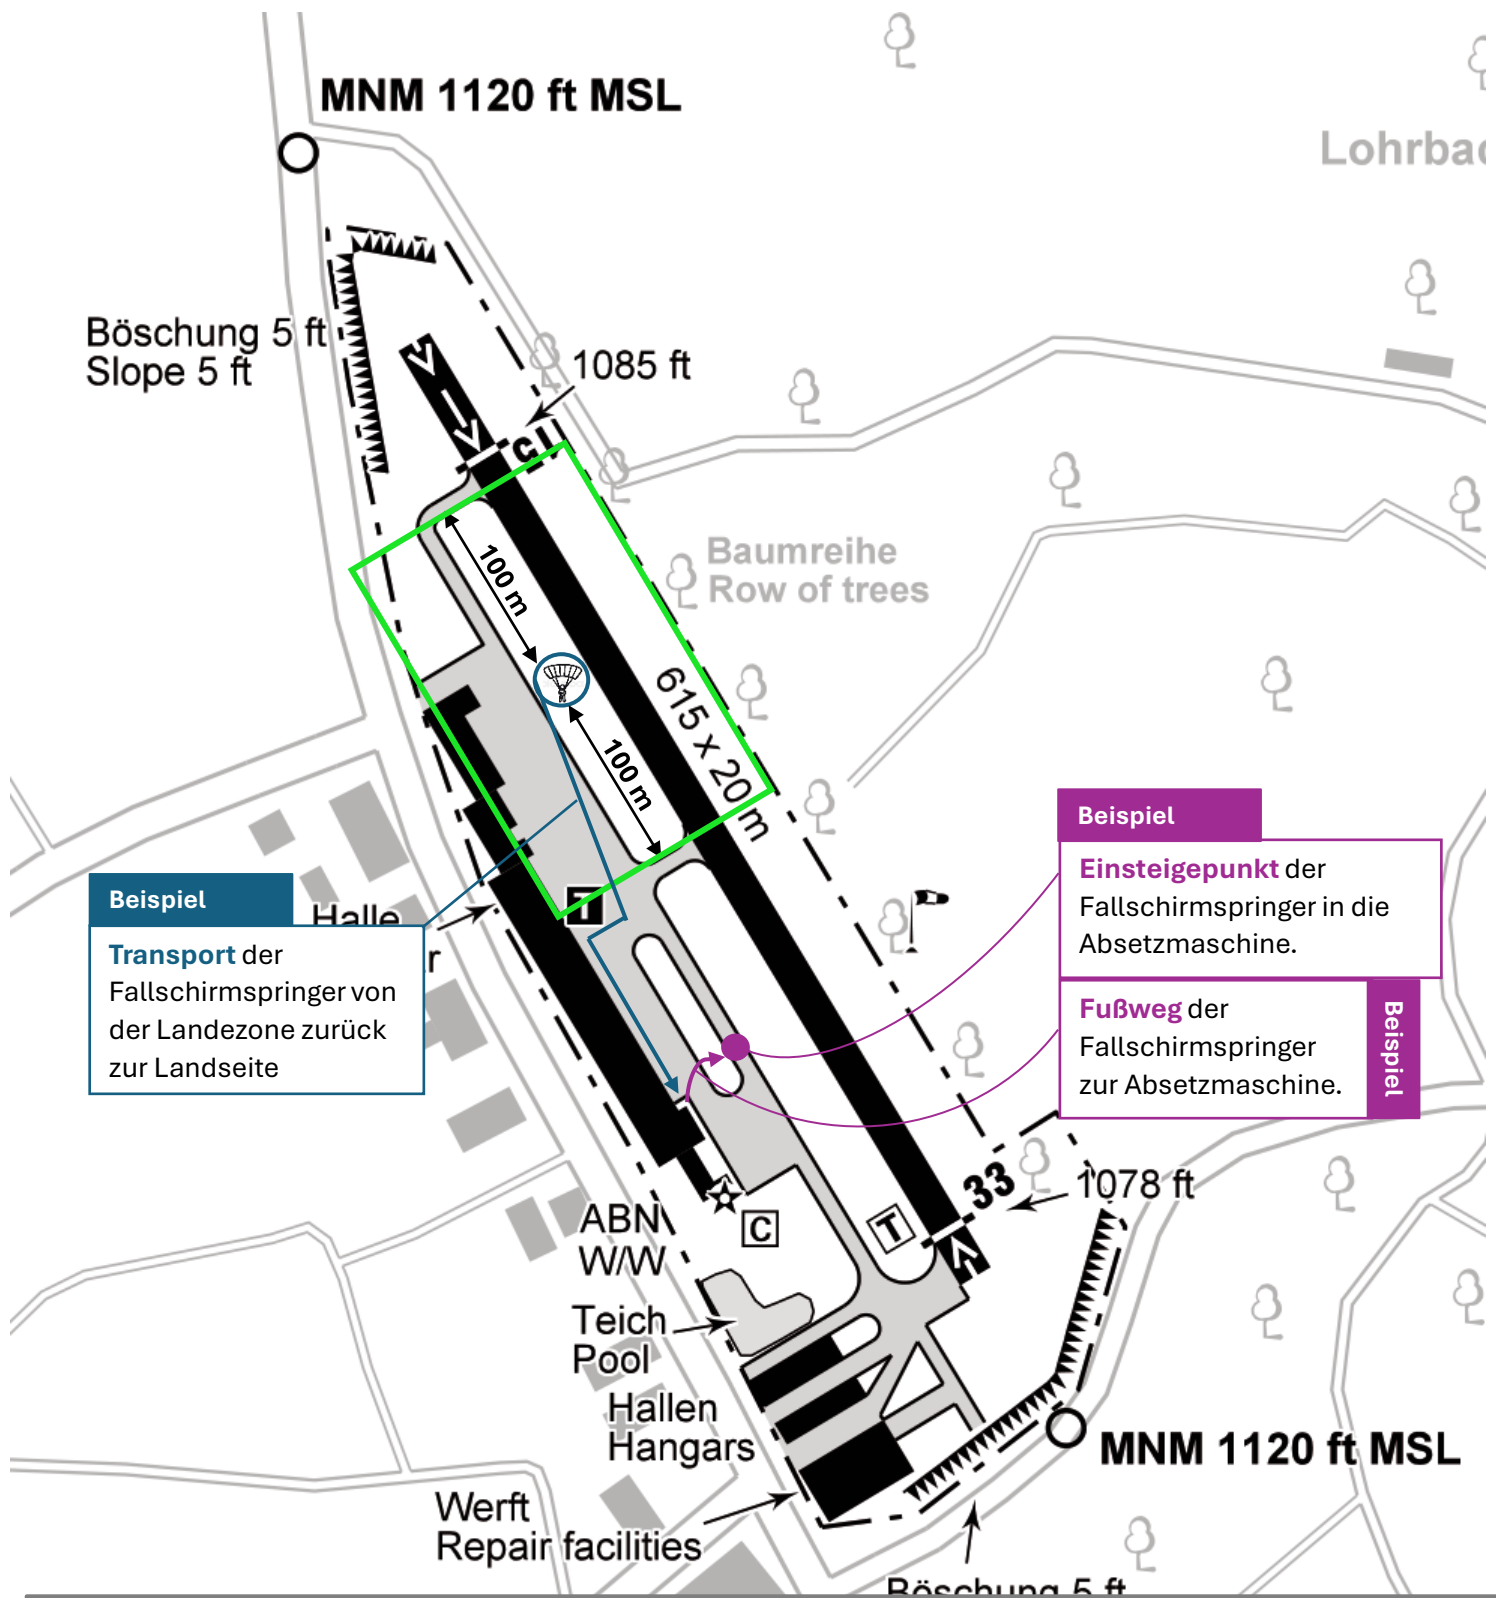 MNM 1120 ft MSL
Böschung 5 ft
Slope 5 ft
1085 ft
Baumreihe
Row of trees
100 m
100 m
615 x 20 m
T
Beispiel
Transport der
Fallschirmspringer von
der Landezone zurück
zur Landseite
Halle
Beispiel
Einsteigepunkt der
Fallschirmspringer in die
Absetzmaschine.
Fußweg der
Fallschirmspringer
zur Absetzmaschine.
Beispiel
33
1078 ft
T
C
ABN
W/W
Teich
Pool
Hallen
Hangars
Werft
Repair facilities
MNM 1120 ft MSL
Böschung 5 ft